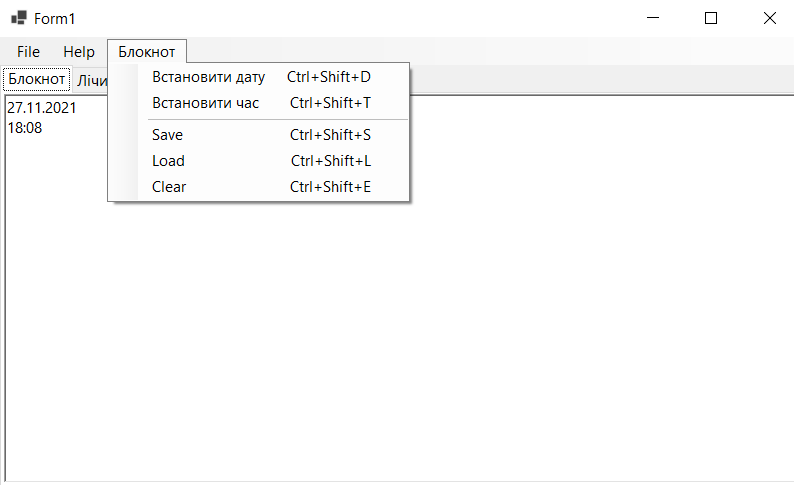 Form1
File Help Блокнот
Блокнот Лічи
27.11.2021
18:08
Встановити дату Ctrl+Shift+D
Встановити час Ctrl+Shift+T
Save Ctrl+Shift+S
Load Ctrl+Shift+L
Clear Ctrl+Shift+E